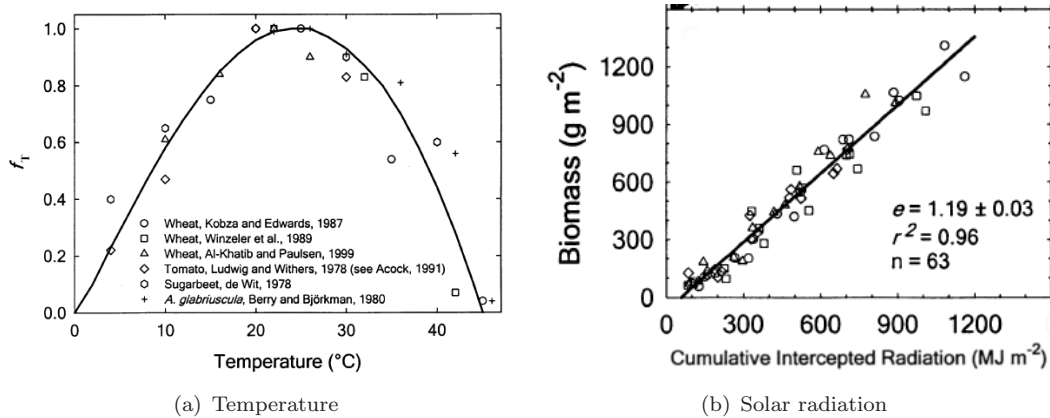 1.0
0.8
0.6
0.4
0.2
0.0
f_T
Wheat, Kobza and Edwards, 1987
Wheat, Winzeler et al., 1989
Wheat, Al-Khatib and Paulsen, 1999
Tomato, Ludwig and Withers, 1978 (see Acock, 1991)
Sugarbeet, de Wit, 1978
A. glabriuscula, Berry and Björkman, 1980
0 10 20 30 40
Temperature (°C)
(a) Temperature
1200
900
600
300
0
Biomass (g m⁻²)
e = 1.19 ± 0.03
r² = 0.96
n = 63
0 300 600 900 1200
Cumulative Intercepted Radiation (MJ m⁻²)
(b) Solar radiation